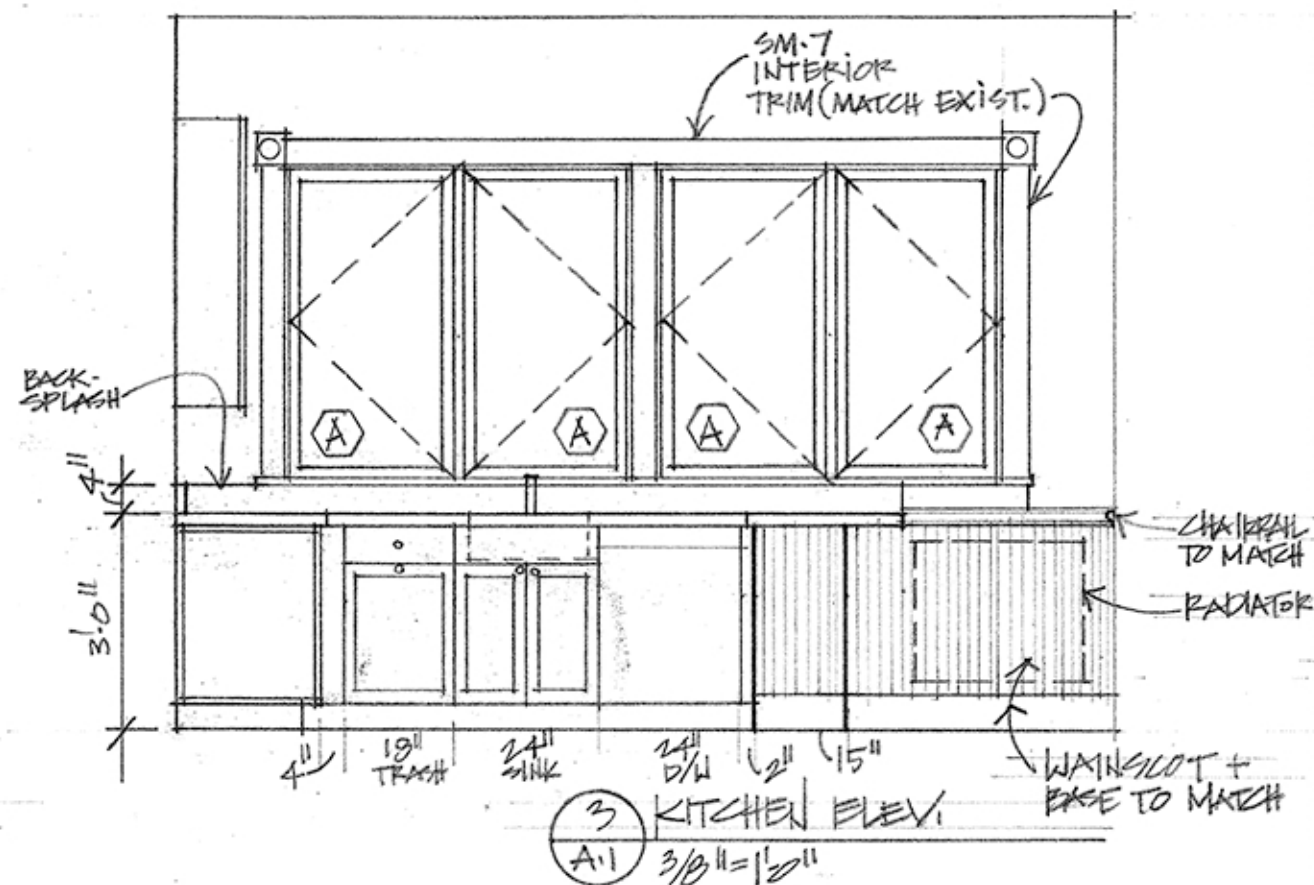 SM-7
INTERIOR
TRIM (MATCH EXIST.)
BACK-
SPLASH
A
A
A
A
4"
3'-0"
CHAIRRAIL
TO MATCH
RADIATOR
WAINSCOT +
BASE TO MATCH
4"
18"
TRASH
24"
SINK
24"
D/W
2"
15"
3
A.1
KITCHEN ELEV.
3/8"=1'-0"